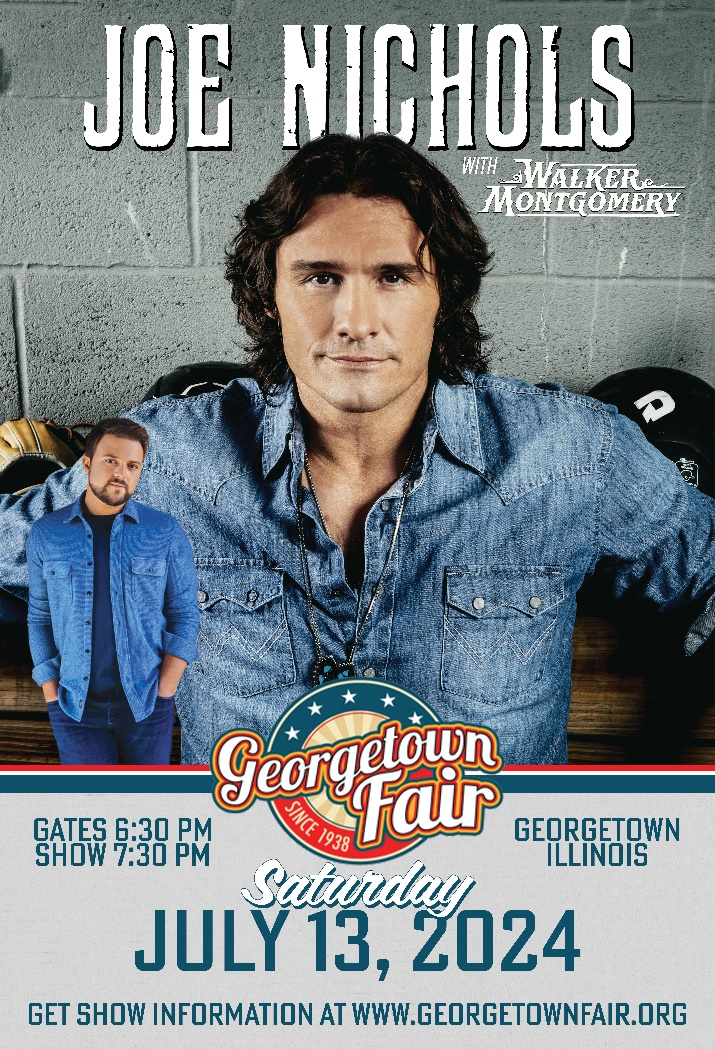 JOE NICHOLS
WITH WALKER
MONTGOMERY
Georgetown
Fair
SINCE 1938
GATES 6:30 PM
SHOW 7:30 PM
GEORGETOWN
ILLINOIS
Saturday
JULY 13, 2024
GET SHOW INFORMATION AT WWW.GEORGETOWNFAIR.ORG